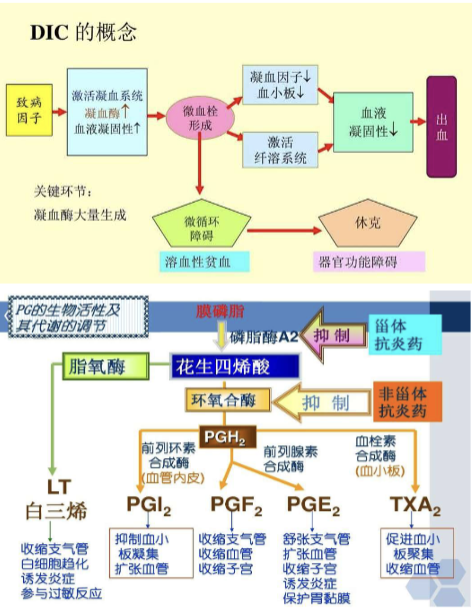 DIC 的概念
致病
因子
激活凝血系统
凝血酶↑
血液凝固性↑
微血栓
形成
凝血因子↓
血小板↓
激活
纤溶系统
血液
凝固性↓
出
血
关键环节：
凝血酶大量生成
微循环
障碍
休克
溶血性贫血
器官功能障碍
PG的生物活性及
其代谢的调节
膜磷脂
磷脂酶A2
抑 制
甾体
抗炎药
脂氧酶
花生四烯酸
环氧合酶
抑 制
非甾体
抗炎药
PGH2
前列环素
合成酶
(血管内皮)
前列腺素
合成酶
血栓素
合成酶
(血小板)
LT
白三烯
PGI2
PGF2
PGE2
TXA2
收缩支气管
白细胞趋化
诱发炎症
参与过敏反应
抑制血小
板凝集
扩张血管
收缩支气管
收缩血管
收缩子宫
舒张支气管
扩张血管
收缩子宫
诱发炎症
保护胃黏膜
促进血小
板聚集
收缩血管